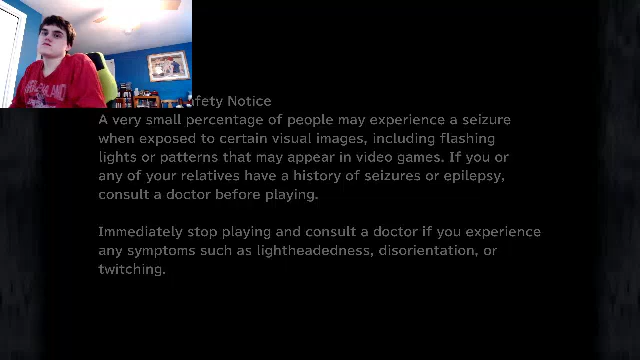 fety Notice
A very small percentage of people may experience a seizure
when exposed to certain visual images, including flashing
lights or patterns that may appear in video games. If you or
any of your relatives have a history of seizures or epilepsy,
consult a doctor before playing.
Immediately stop playing and consult a doctor if you experience
any symptoms such as lightheadedness, disorientation, or
twitching.